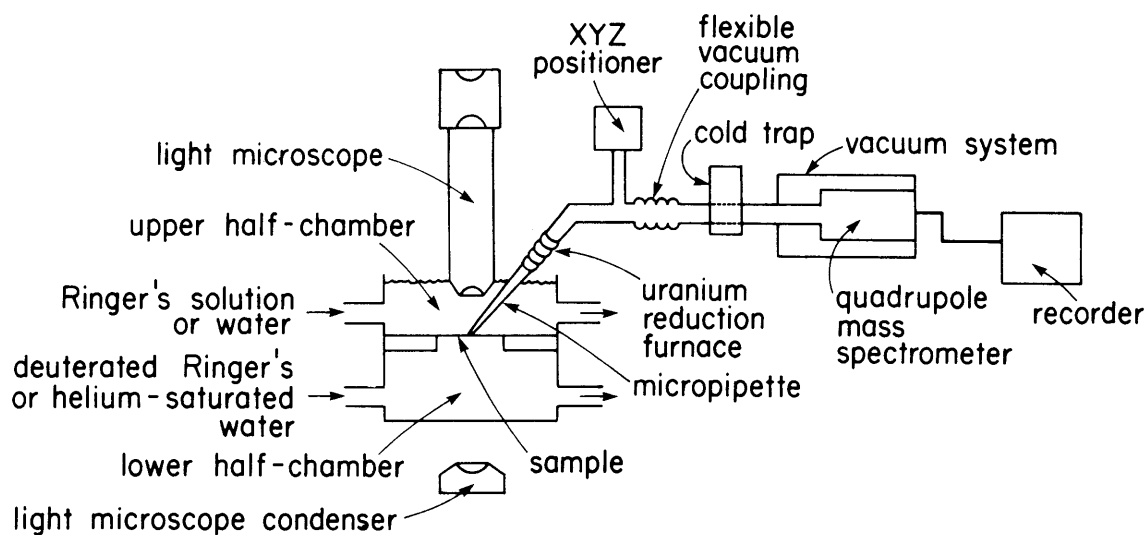 XYZ
positioner
flexible
vacuum
coupling
cold trap
vacuum system
light microscope
upper half-chamber
Ringer's solution
or water
uranium
reduction
furnace
quadrupole
mass
spectrometer
recorder
deuterated Ringer's
or helium-saturated
water
micropipette
lower half-chamber
sample
light microscope condenser